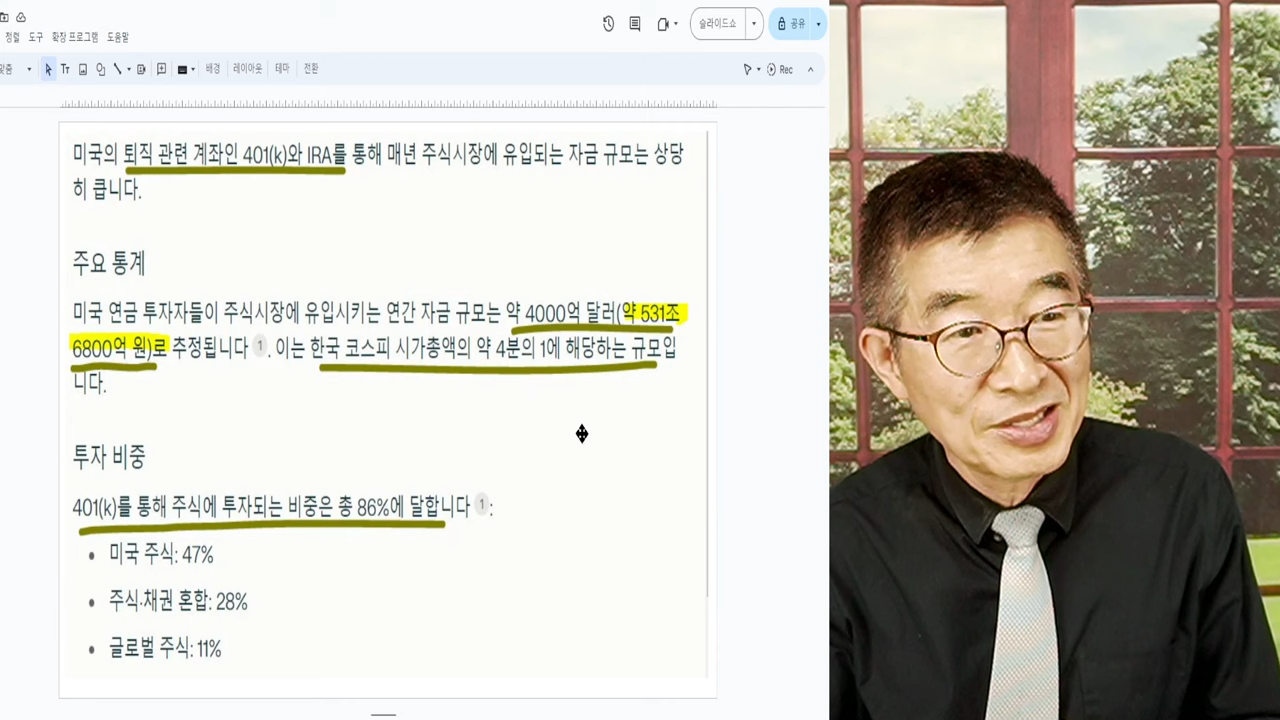 슬라이드쇼
공유
정렬 도구 확장 프로그램 도움말
맞춤 Tт 배경 레이아웃 테마 전환 Rec
미국의 퇴직 관련 계좌인 401(k)와 IRA를 통해 매년 주식시장에 유입되는 자금 규모는 상당
히 큽니다.
주요 통계
미국 연금 투자자들이 주식시장에 유입시키는 연간 자금 규모는 약 4000억 달러(약 531조
6800억 원)로 추정됩니다 1. 이는 한국 코스피 시가총액의 약 4분의 1에 해당하는 규모입
니다.
투자 비중
401(k)를 통해 주식에 투자되는 비중은 총 86%에 달합니다 1:
• 미국 주식: 47%
• 주식·채권 혼합: 28%
• 글로벌 주식: 11%